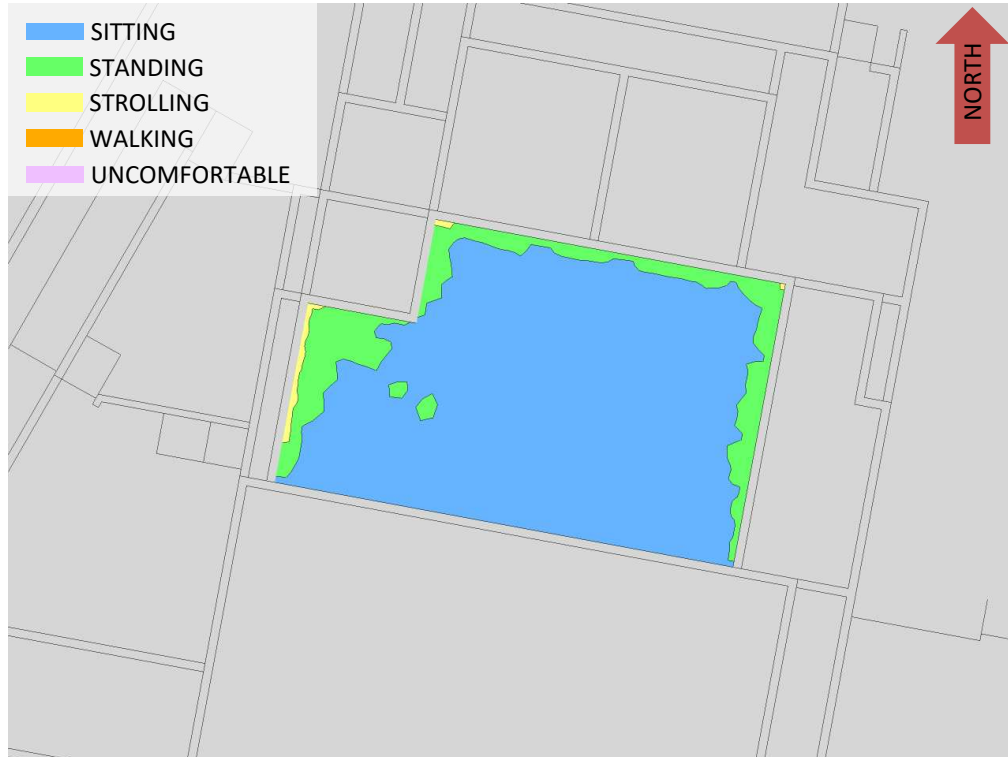 SITTING
STANDING
STROLLING
WALKING
UNCOMFORTABLE
NORTH